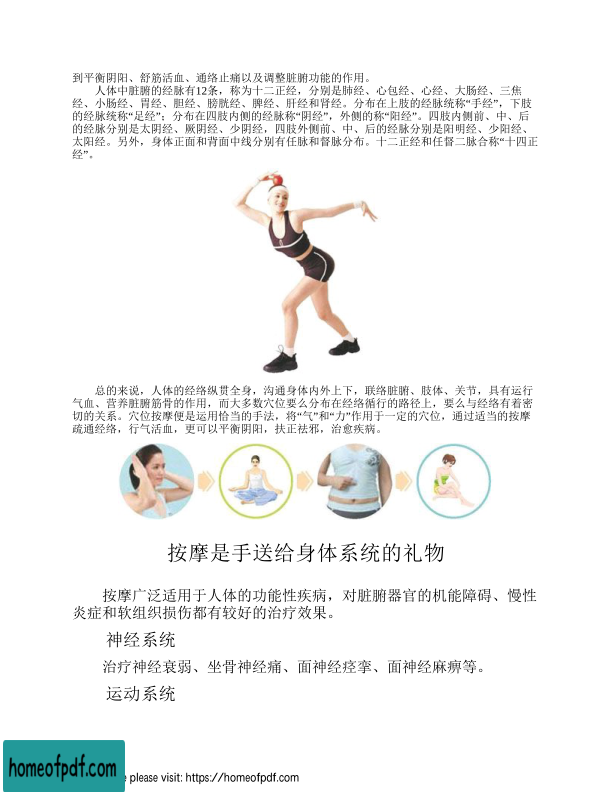 到平衡阴阳、舒筋活血、通络止痛以及调整脏腑功能的作用。
人体中脏腑的经脉有12条，称为十二正经，分别是肺经、心包经、心经、大肠经、三焦
经、小肠经、胃经、胆经、膀胱经、脾经、肝经和肾经。分布在上肢的经脉统称“手经”，下肢
的经脉统称“足经”；分布在四肢内侧的经脉称“阴经”，外侧的称“阳经”。四肢内侧前、中、后
的经脉分别是太阴经、厥阴经、少阴经，四肢外侧前、中、后的经脉分别是阳明经、少阳经、
太阳经。另外，身体正面和背面中线分别有任脉和督脉分布。十二正经和任督二脉合称“十四正
经”。
总的来说，人体的经络纵贯全身，沟通身体内外上下，联络脏腑、肢体、关节，具有运行
气血、营养脏腑筋骨的作用，而大多数穴位要么分布在经络循行的路径上，要么与经络有着密
切的关系。穴位按摩便是运用恰当的手法，将“气”和“力”作用于一定的穴位，通过适当的按摩
疏通经络，行气活血，更可以平衡阴阳，扶正祛邪，治愈疾病。
按摩是手送给身体系统的礼物
按摩广泛适用于人体的功能性疾病，对脏腑器官的机能障碍、慢性
炎症和软组织损伤都有较好的治疗效果。
神经系统
治疗神经衰弱、坐骨神经痛、面神经痉挛、面神经麻痹等。
运动系统
homeofpdf.com
e please visit: https://homeofpdf.com